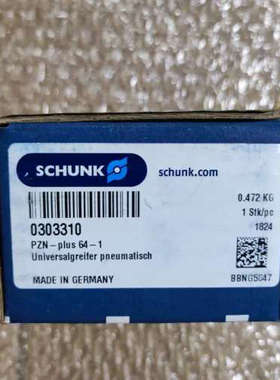 SCHUNK schunk.com
0.472 KG
1 Stk/pc
0303310 1824
PZN-plus 64-1
Universalgreifer pneumatisch
MADE IN GERMANY BBNG5647